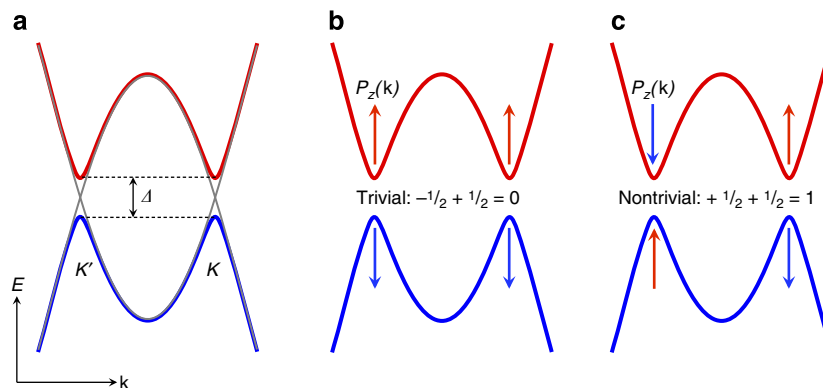 a
b
c
P_z(k)
P_z(k)
Δ
Trivial: –1/2 + 1/2 = 0
Nontrivial: + 1/2 + 1/2 = 1
K′
K
E
k